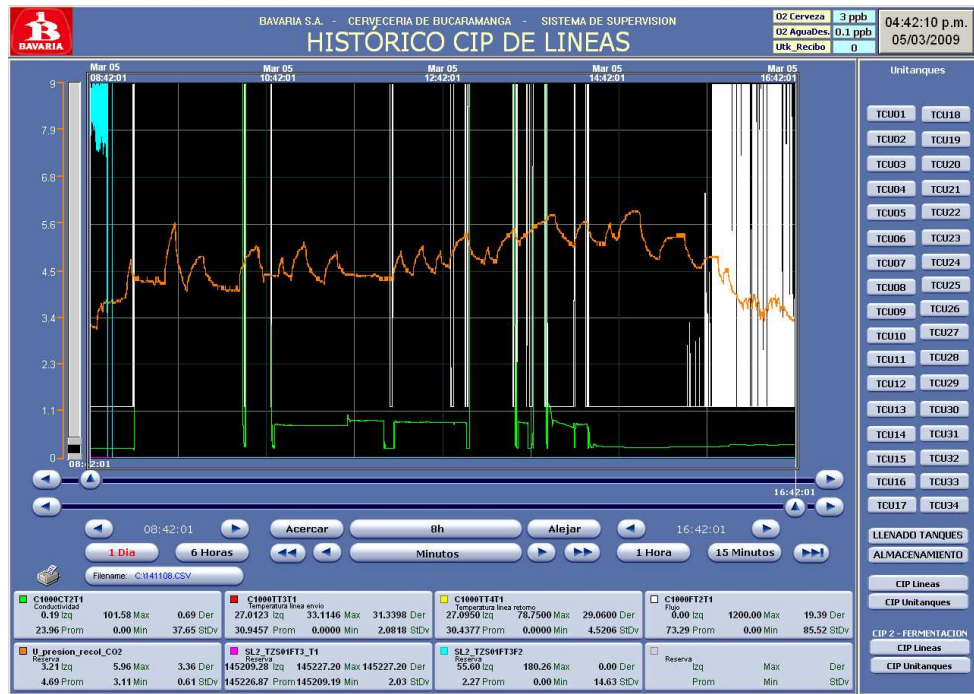 BAVARIA
BAVARIA S.A. - CERVECERIA DE BUCARAMANGA - SISTEMA DE SUPERVISION
HISTÓRICO CIP DE LINEAS
O2 Cerveza 3 ppb
O2 AguaDes. 0.1 ppb
Utk_Recibo 0
04:42:10 p.m.
05/03/2009
Mar 05 Mar 05 Mar 05 Mar 05 Mar 05
08:42:01 10:42:01 12:42:01 14:42:01 16:42:01
9
7.9
6.8
5.6
4.5
3.4
2.3
1.1
0
08:42:01
16:42:01
08:42:01 Acercar 8h Alejar 16:42:01
1 Dia 6 Horas Minutos 1 Hora 15 Minutos
Filename: C:\141108.CSV
C1000CT2T1
Conductividad
0.19 Izq 101.58 Max 0.69 Der
23.96 Prom 0.00 Min 37.65 StDv
C1000TT3T1
Temperatura linea envio
27.0123 Izq 33.1146 Max 31.3398 Der
30.9457 Prom 0.0000 Min 2.0818 StDv
C1000TT4T1
Temperatura linea retorno
27.0950 Izq 78.7500 Max 29.0600 Der
30.4377 Prom 0.0000 Min 4.5206 StDv
C1000FT2T1
Flujo
0.00 Izq 1200.00 Max 19.39 Der
73.29 Prom 0.00 Min 85.52 StDv
U_presion_recol_CO2
Reserva
3.21 Izq 5.96 Max 3.36 Der
4.69 Prom 3.11 Min 0.61 StDv
SL2_TZS01FT3_T1
Reserva
145209.28 Izq 145227.20 Max 145227.20 Der
145226.87 Prom 145209.19 Min 2.03 StDv
SL2_TZS01FT3F2
Reserva
55.60 Izq 180.26 Max 0.00 Der
2.27 Prom 0.00 Min 14.63 StDv
Reserva
Izq Max Der
Prom Min StDv
Unitanques
TCU01 TCU18
TCU02 TCU19
TCU03 TCU20
TCU04 TCU21
TCU05 TCU22
TCU06 TCU23
TCU07 TCU24
TCU08 TCU25
TCU09 TCU26
TCU10 TCU27
TCU11 TCU28
TCU12 TCU29
TCU13 TCU30
TCU14 TCU31
TCU15 TCU32
TCU16 TCU33
TCU17 TCU34
LLENADO TANQUES
ALMACENAMIENTO
CIP Lineas
CIP Unitanques
CIP 2 - FERMENTACION
CIP Lineas
CIP Unitanques